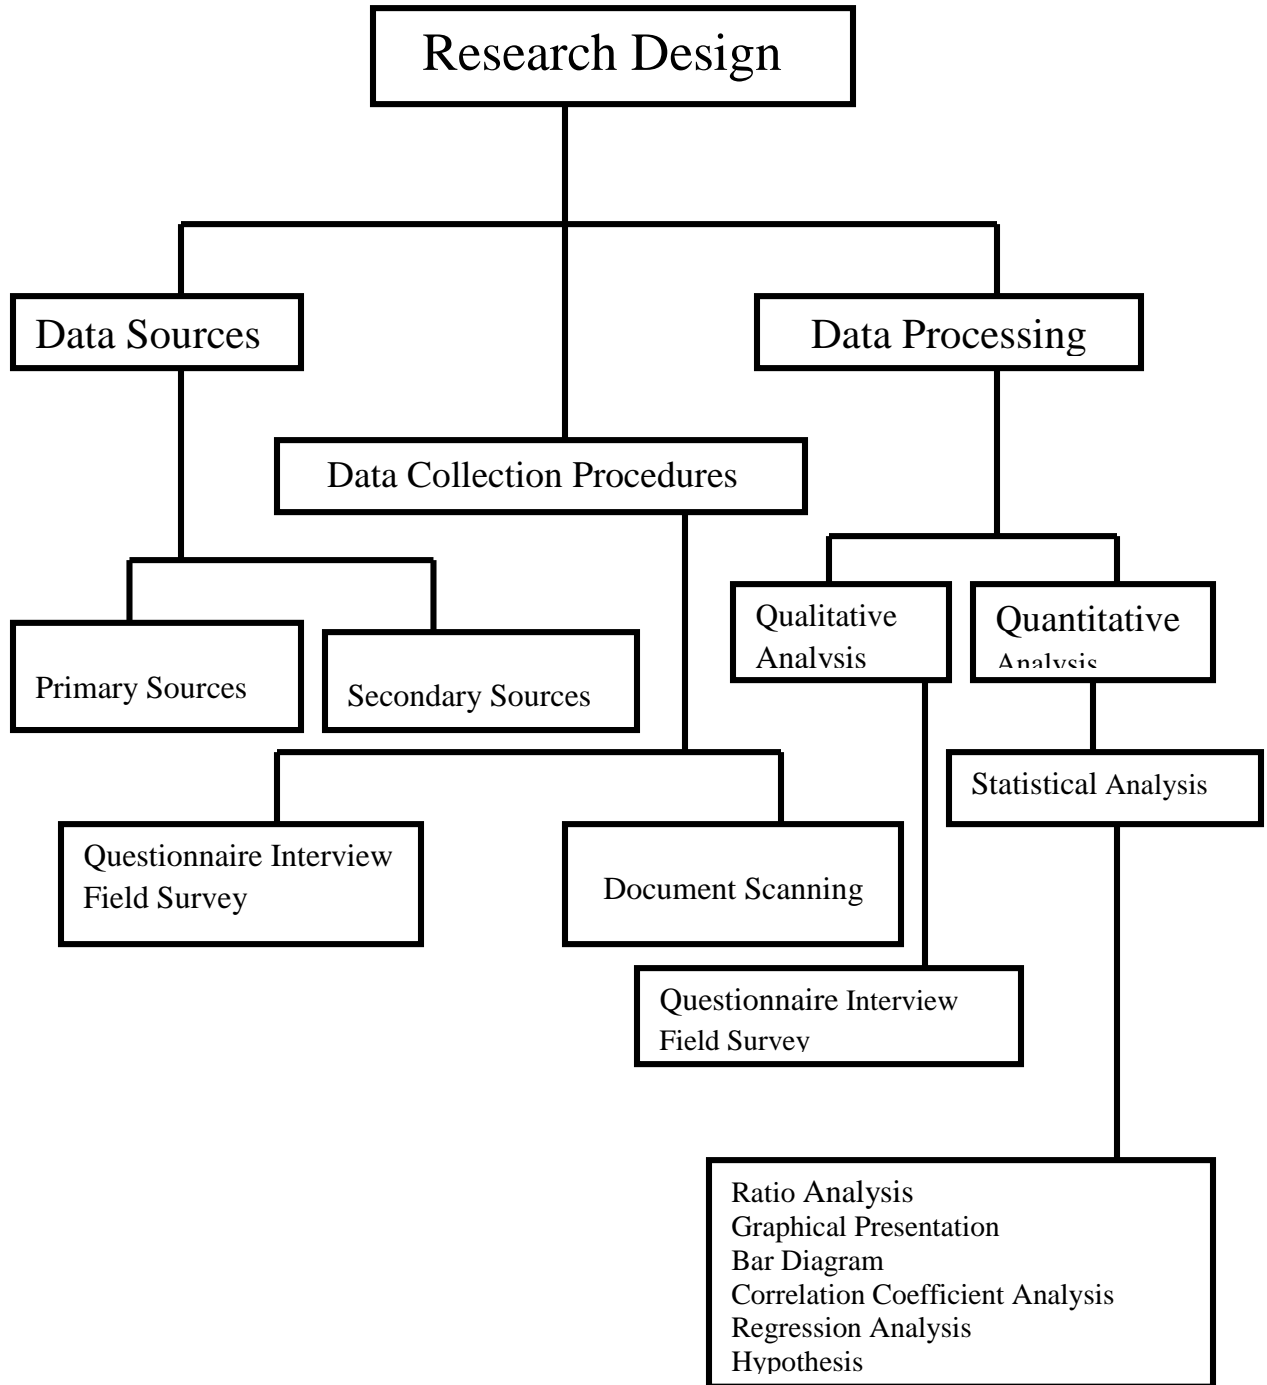 Research Design
Data Sources
Data Processing
Data Collection Procedures
Qualitative
Analysis
Quantitative
Analysis
Primary Sources
Secondary Sources
Statistical Analysis
Questionnaire Interview
Field Survey
Document Scanning
Questionnaire Interview
Field Survey
Ratio Analysis
Graphical Presentation
Bar Diagram
Correlation Coefficient Analysis
Regression Analysis
Hypothesis